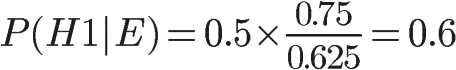 P(H1|E) = 0.5 × 0.75/0.625 = 0.6